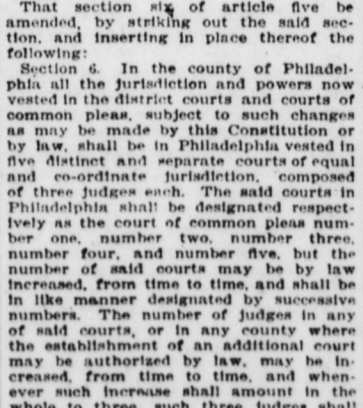 That section six of article five be
amended, by striking out the said sec-
tion, and inserting in place thereof the
following:
Section 6. In the county of Philadel-
phia all the jurisdiction and powers now
vested in the district courts and courts of
common pleas, subject to such changes
as may be made by this Constitution or
by law, shall be in Philadelphia vested in
five distinct and separate courts of equal
and co-ordinate jurisdiction, composed
of three judges each. The said courts in
Philadelphia shall be designated respect-
ively as the court of common pleas num-
ber one, number two, number three,
number four, and number five, but the
number of said courts may be by law
increased, from time to time, and shall be
in like manner designated by successive
numbers. The number of judges in any
of said courts, or in any county where
the establishment of an additional court
may be authorized by law, may be in-
creased, from time to time, and when-
ever such increase shall amount in the
whole to three, such three judges shall